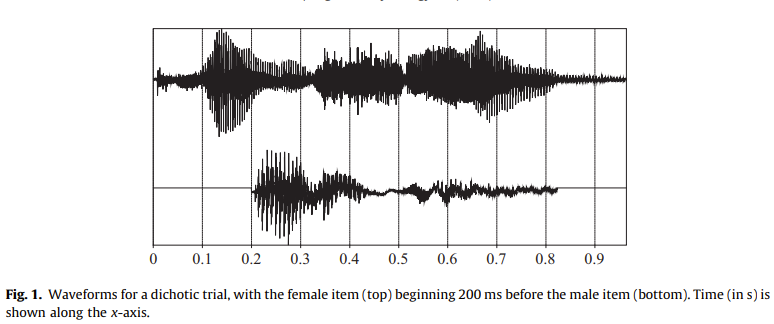 0 0.1 0.2 0.3 0.4 0.5 0.6 0.7 0.8 0.9
Fig. 1. Waveforms for a dichotic trial, with the female item (top) beginning 200 ms before the male item (bottom). Time (in s) is
shown along the x-axis.